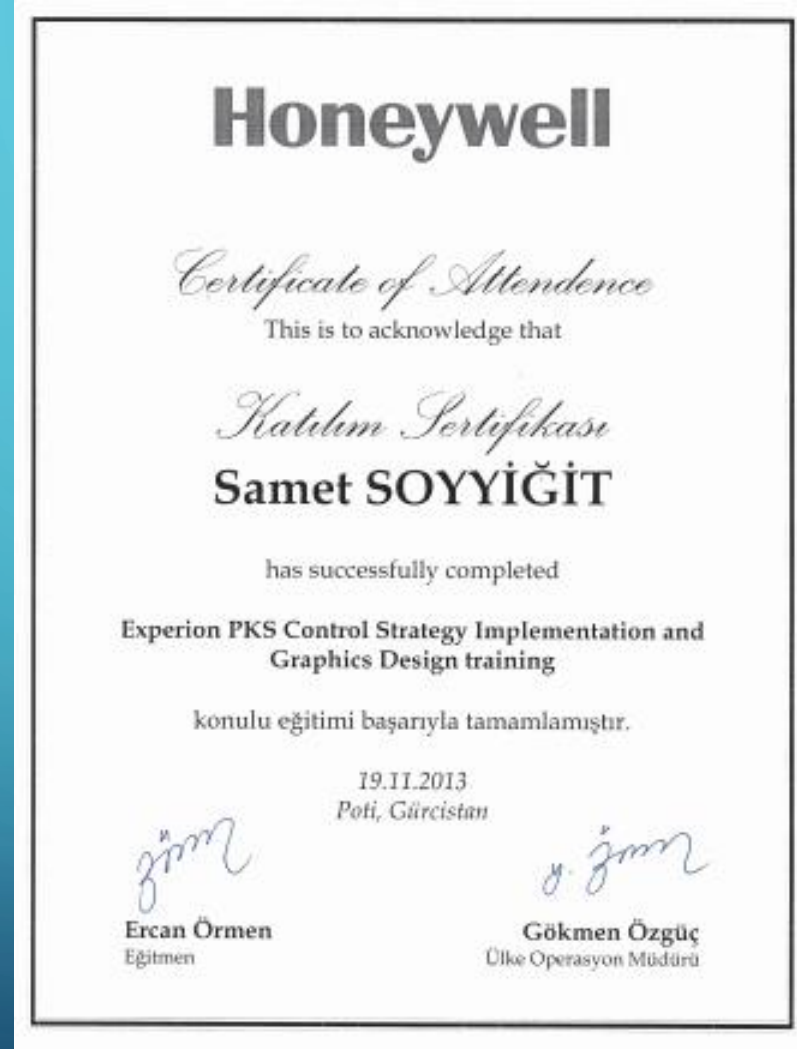 Honeywell
Certificate of Attendence
This is to acknowledge that
Katılım Sertifikası
Samet SOYYİĞİT
has successfully completed
Experion PKS Control Strategy Implementation and
Graphics Design training
konulu eğitimi başarıyla tamamlamıştır.
19.11.2013
Poti, Gürcistan
Ercan Örmen
Gökmen Özgüç
Eğitmen
Ülke Operasyon Müdürü